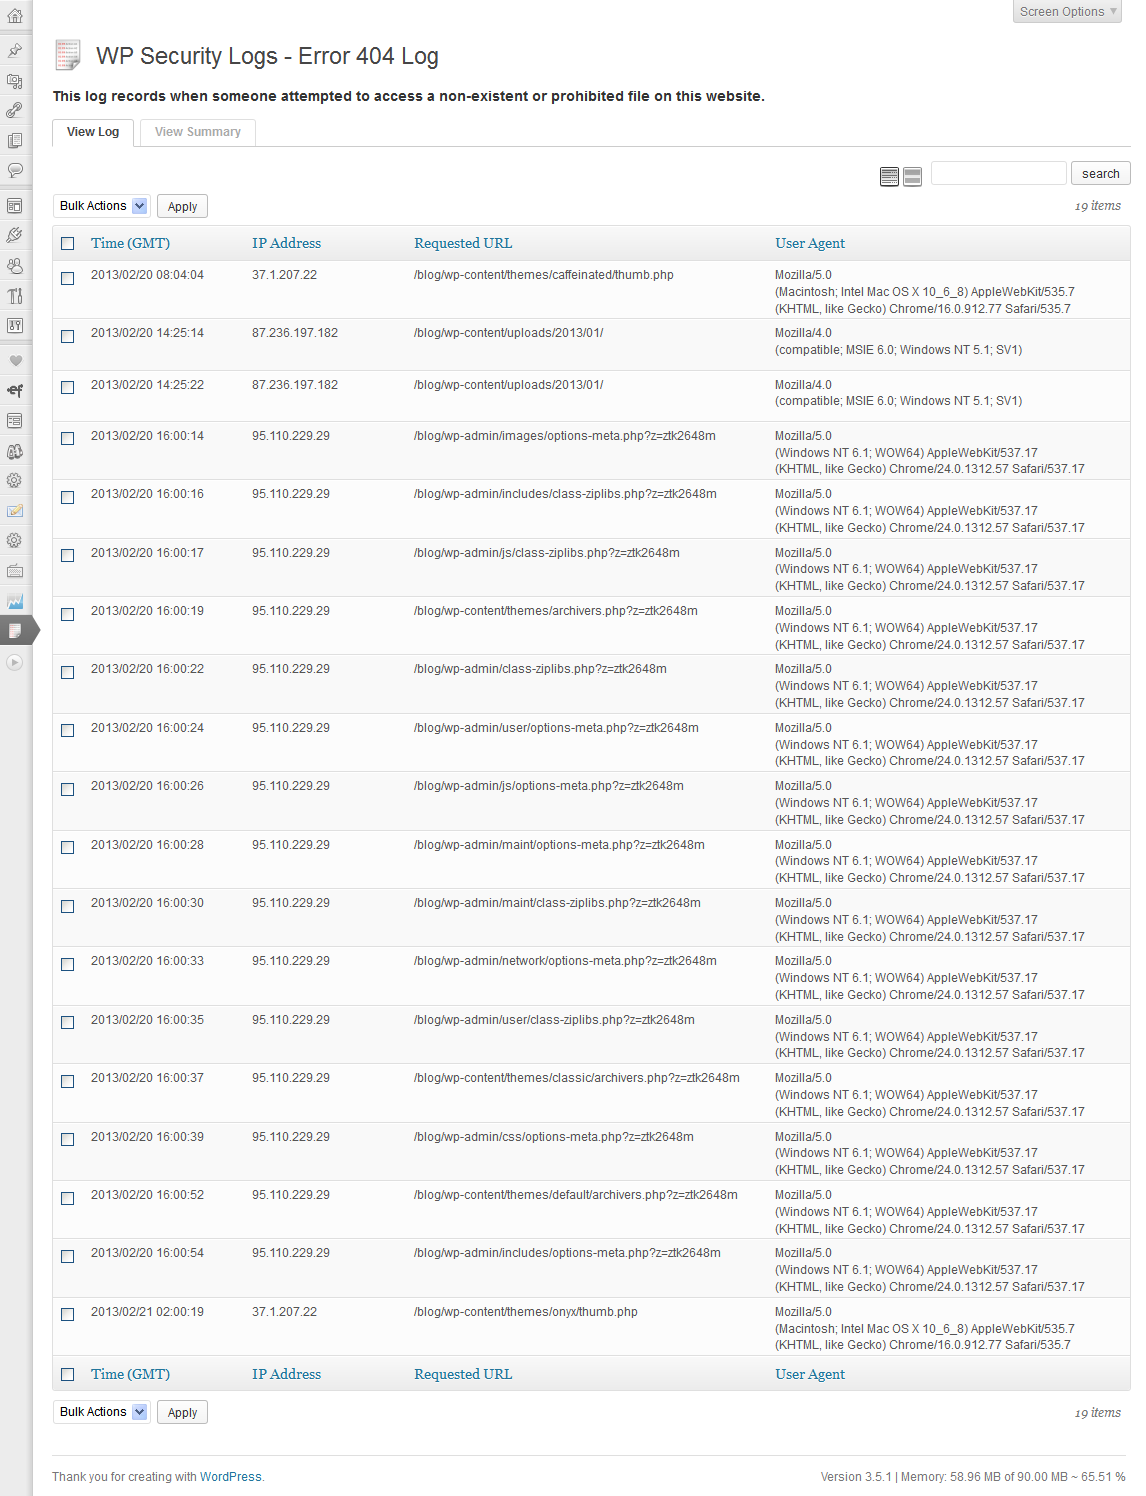 Screen Options
WP Security Logs - Error 404 Log
This log records when someone attempted to access a non-existent or prohibited file on this website.
View Log View Summary
search
Bulk Actions Apply 19 items
Time (GMT) IP Address Requested URL User Agent
2013/02/20 08:04:04 37.1.207.22 /blog/wp-content/themes/caffeinated/thumb.php Mozilla/5.0
(Macintosh; Intel Mac OS X 10_6_8) AppleWebKit/535.7
(KHTML, like Gecko) Chrome/16.0.912.77 Safari/535.7
2013/02/20 14:25:14 87.236.197.182 /blog/wp-content/uploads/2013/01/ Mozilla/4.0
(compatible; MSIE 6.0; Windows NT 5.1; SV1)
2013/02/20 14:25:22 87.236.197.182 /blog/wp-content/uploads/2013/01/ Mozilla/4.0
(compatible; MSIE 6.0; Windows NT 5.1; SV1)
2013/02/20 16:00:14 95.110.229.29 /blog/wp-admin/images/options-meta.php?z=ztk2648m Mozilla/5.0
(Windows NT 6.1; WOW64) AppleWebKit/537.17
(KHTML, like Gecko) Chrome/24.0.1312.57 Safari/537.17
2013/02/20 16:00:16 95.110.229.29 /blog/wp-admin/includes/class-ziplibs.php?z=ztk2648m Mozilla/5.0
(Windows NT 6.1; WOW64) AppleWebKit/537.17
(KHTML, like Gecko) Chrome/24.0.1312.57 Safari/537.17
2013/02/20 16:00:17 95.110.229.29 /blog/wp-admin/js/class-ziplibs.php?z=ztk2648m Mozilla/5.0
(Windows NT 6.1; WOW64) AppleWebKit/537.17
(KHTML, like Gecko) Chrome/24.0.1312.57 Safari/537.17
2013/02/20 16:00:19 95.110.229.29 /blog/wp-content/themes/archivers.php?z=ztk2648m Mozilla/5.0
(Windows NT 6.1; WOW64) AppleWebKit/537.17
(KHTML, like Gecko) Chrome/24.0.1312.57 Safari/537.17
2013/02/20 16:00:22 95.110.229.29 /blog/wp-admin/class-ziplibs.php?z=ztk2648m Mozilla/5.0
(Windows NT 6.1; WOW64) AppleWebKit/537.17
(KHTML, like Gecko) Chrome/24.0.1312.57 Safari/537.17
2013/02/20 16:00:24 95.110.229.29 /blog/wp-admin/user/options-meta.php?z=ztk2648m Mozilla/5.0
(Windows NT 6.1; WOW64) AppleWebKit/537.17
(KHTML, like Gecko) Chrome/24.0.1312.57 Safari/537.17
2013/02/20 16:00:26 95.110.229.29 /blog/wp-admin/js/options-meta.php?z=ztk2648m Mozilla/5.0
(Windows NT 6.1; WOW64) AppleWebKit/537.17
(KHTML, like Gecko) Chrome/24.0.1312.57 Safari/537.17
2013/02/20 16:00:28 95.110.229.29 /blog/wp-admin/maint/options-meta.php?z=ztk2648m Mozilla/5.0
(Windows NT 6.1; WOW64) AppleWebKit/537.17
(KHTML, like Gecko) Chrome/24.0.1312.57 Safari/537.17
2013/02/20 16:00:30 95.110.229.29 /blog/wp-admin/maint/class-ziplibs.php?z=ztk2648m Mozilla/5.0
(Windows NT 6.1; WOW64) AppleWebKit/537.17
(KHTML, like Gecko) Chrome/24.0.1312.57 Safari/537.17
2013/02/20 16:00:33 95.110.229.29 /blog/wp-admin/network/options-meta.php?z=ztk2648m Mozilla/5.0
(Windows NT 6.1; WOW64) AppleWebKit/537.17
(KHTML, like Gecko) Chrome/24.0.1312.57 Safari/537.17
2013/02/20 16:00:35 95.110.229.29 /blog/wp-admin/user/class-ziplibs.php?z=ztk2648m Mozilla/5.0
(Windows NT 6.1; WOW64) AppleWebKit/537.17
(KHTML, like Gecko) Chrome/24.0.1312.57 Safari/537.17
2013/02/20 16:00:37 95.110.229.29 /blog/wp-content/themes/classic/archivers.php?z=ztk2648m Mozilla/5.0
(Windows NT 6.1; WOW64) AppleWebKit/537.17
(KHTML, like Gecko) Chrome/24.0.1312.57 Safari/537.17
2013/02/20 16:00:39 95.110.229.29 /blog/wp-admin/css/options-meta.php?z=ztk2648m Mozilla/5.0
(Windows NT 6.1; WOW64) AppleWebKit/537.17
(KHTML, like Gecko) Chrome/24.0.1312.57 Safari/537.17
2013/02/20 16:00:52 95.110.229.29 /blog/wp-content/themes/default/archivers.php?z=ztk2648m Mozilla/5.0
(Windows NT 6.1; WOW64) AppleWebKit/537.17
(KHTML, like Gecko) Chrome/24.0.1312.57 Safari/537.17
2013/02/20 16:00:54 95.110.229.29 /blog/wp-admin/includes/options-meta.php?z=ztk2648m Mozilla/5.0
(Windows NT 6.1; WOW64) AppleWebKit/537.17
(KHTML, like Gecko) Chrome/24.0.1312.57 Safari/537.17
2013/02/21 02:00:19 37.1.207.22 /blog/wp-content/themes/onyx/thumb.php Mozilla/5.0
(Macintosh; Intel Mac OS X 10_6_8) AppleWebKit/535.7
(KHTML, like Gecko) Chrome/16.0.912.77 Safari/535.7
Time (GMT) IP Address Requested URL User Agent
Bulk Actions Apply 19 items
Thank you for creating with WordPress. Version 3.5.1 | Memory: 58.96 MB of 90.00 MB ~ 65.51 %